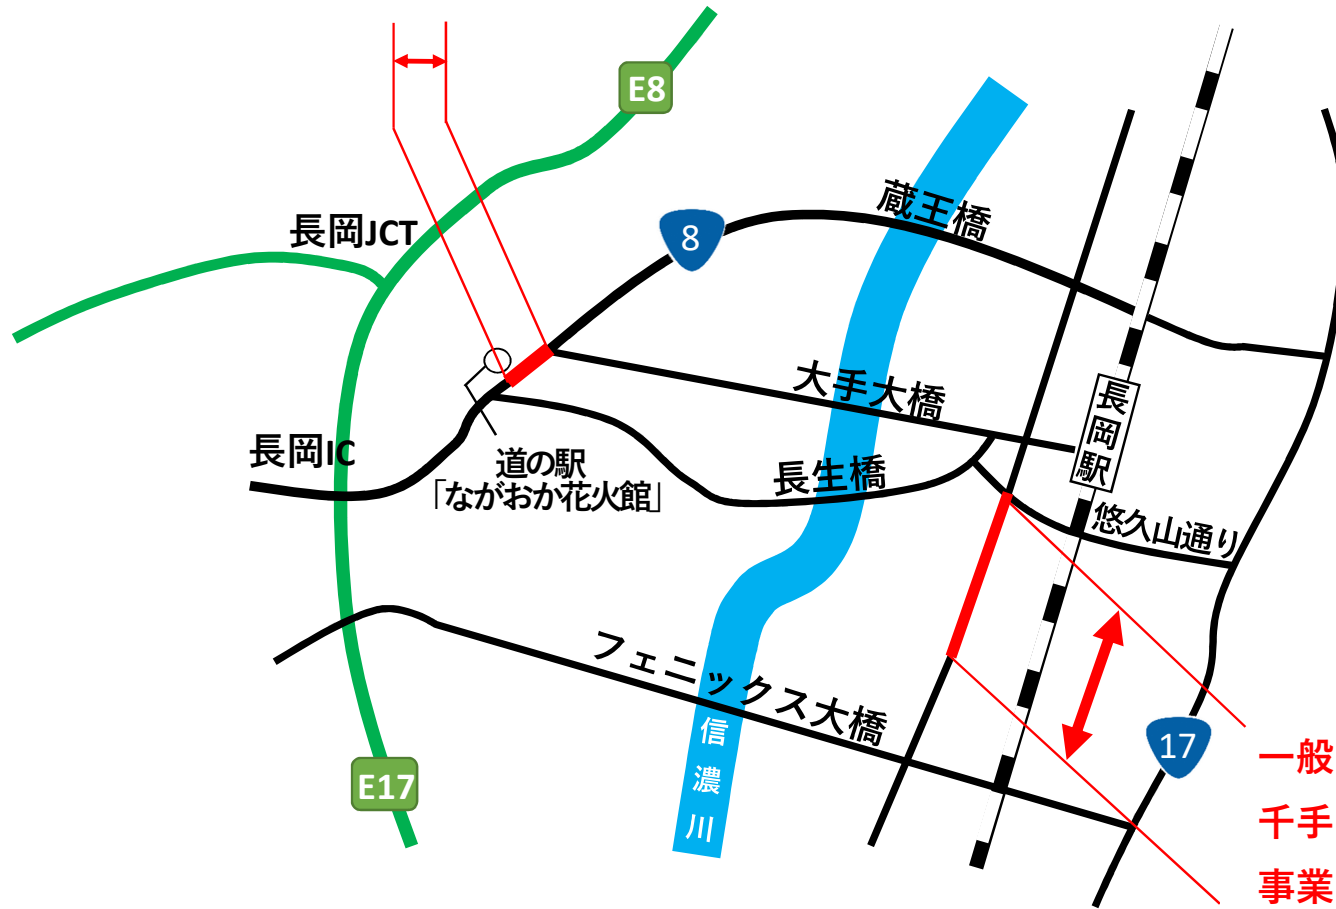 E8
蔵王橋
長岡JCT
8
大手大橋
長岡駅
長岡IC
道の駅
「ながおか花火館」
長生橋
悠久山通り
フェニックス大橋
信濃川
17
E17
一般
千手
事業